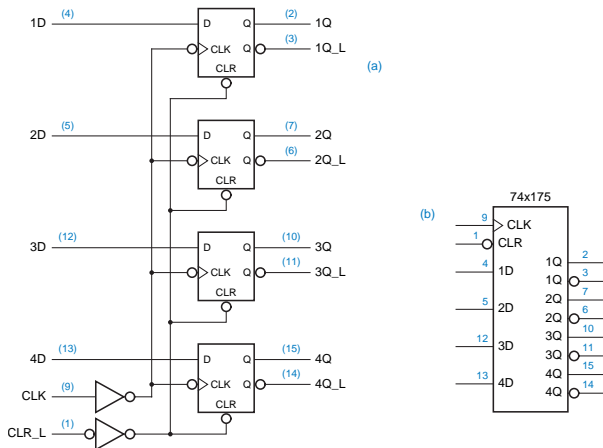 1D (4) D Q (2) 1Q
CLK Q (3) 1Q_L
CLR
(a)
2D (5) D Q (7) 2Q
CLK Q (6) 2Q_L
CLR
3D (12) D Q (10) 3Q
CLK Q (11) 3Q_L
CLR
4D (13) D Q (15) 4Q
CLK (9) CLK Q (14) 4Q_L
CLR
CLR_L (1)
(b)
74x175
9 CLK
1 CLR
4 1D
1Q 2
1Q 3
5 2D
2Q 7
2Q 6
12 3D
3Q 10
3Q 11
13 4D
4Q 15
4Q 14